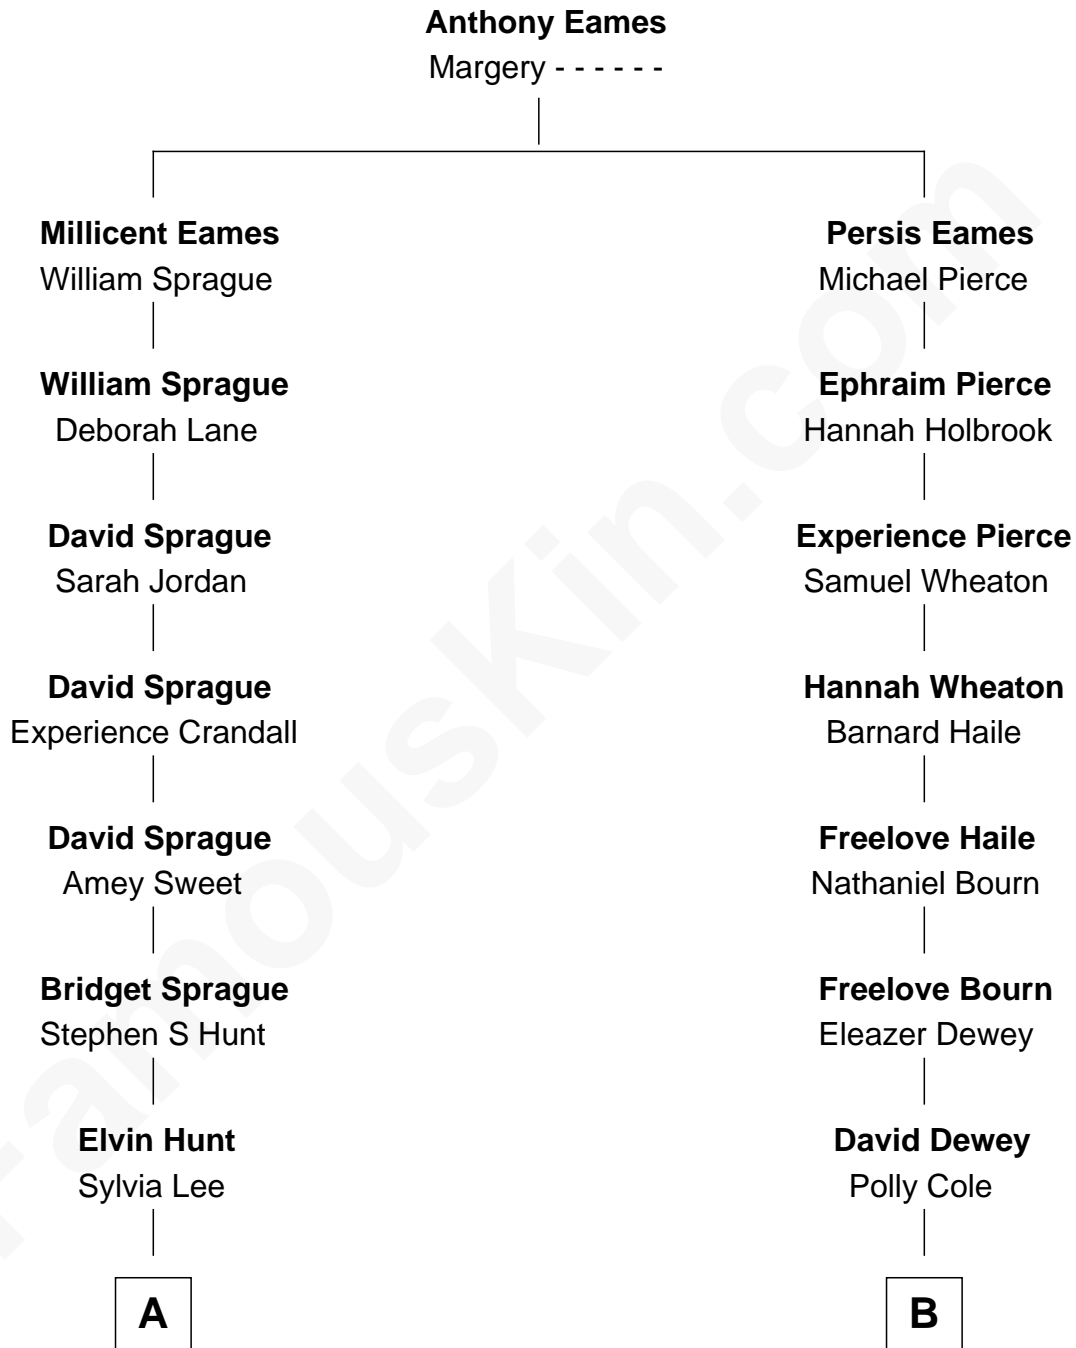 Anthony Eames
Margery - - - - - -
Millicent Eames
William Sprague
William Sprague
Deborah Lane
David Sprague
Sarah Jordan
David Sprague
Experience Crandall
David Sprague
Amey Sweet
Bridget Sprague
Stephen S Hunt
Elvin Hunt
Sylvia Lee
A
Persis Eames
Michael Pierce
Ephraim Pierce
Hannah Holbrook
Experience Pierce
Samuel Wheaton
Hannah Wheaton
Barnard Haile
Freelove Haile
Nathaniel Bourn
Freelove Bourn
Eleazer Dewey
David Dewey
Polly Cole
B
FamousKin.com